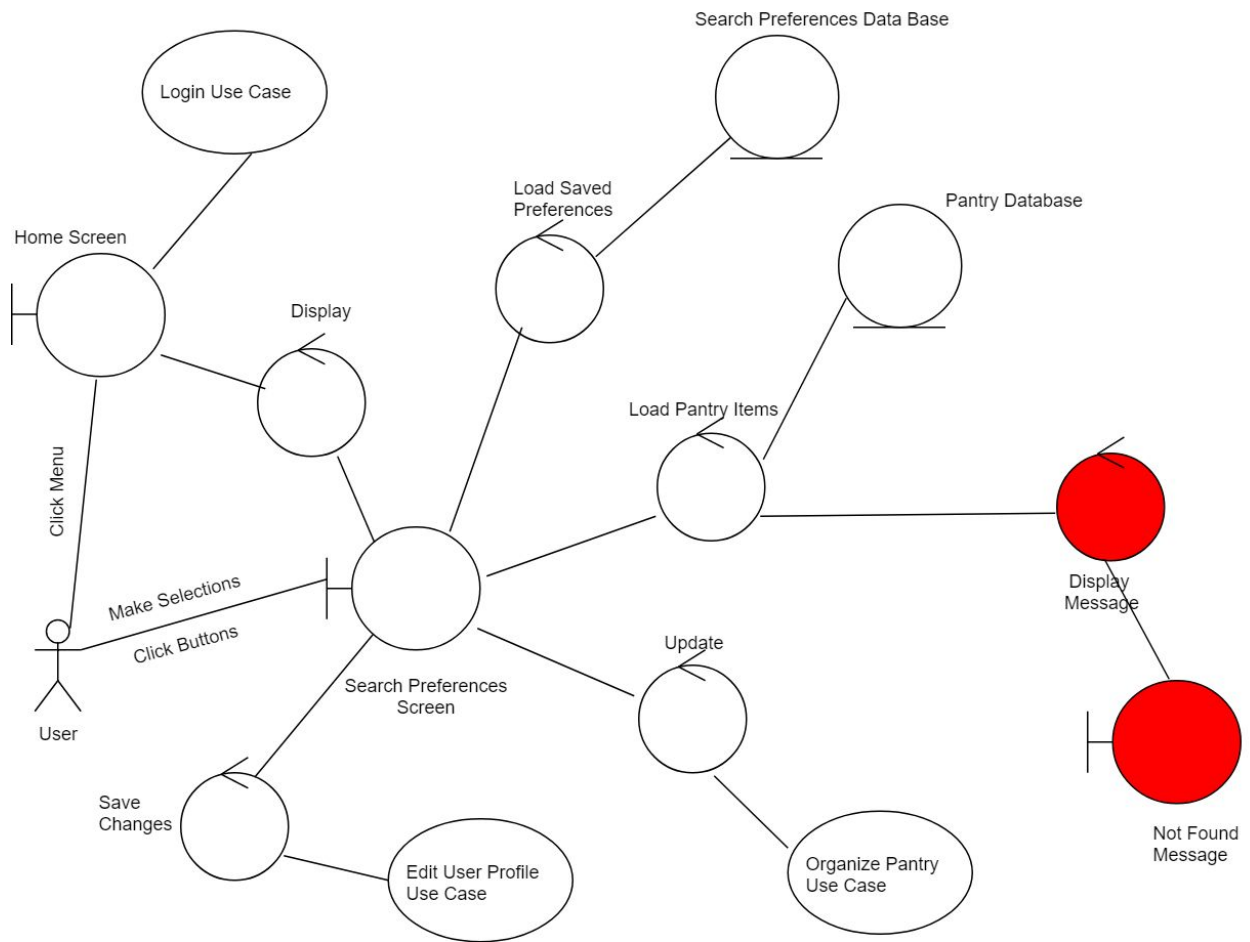 Search Preferences Data Base
Login Use Case
Load Saved
Preferences
Pantry Database
Home Screen
Display
Load Pantry Items
Click Menu
Make Selections
Click Buttons
Display
Message
Update
Search Preferences
Screen
User
Save
Changes
Edit User Profile
Use Case
Organize Pantry
Use Case
Not Found
Message